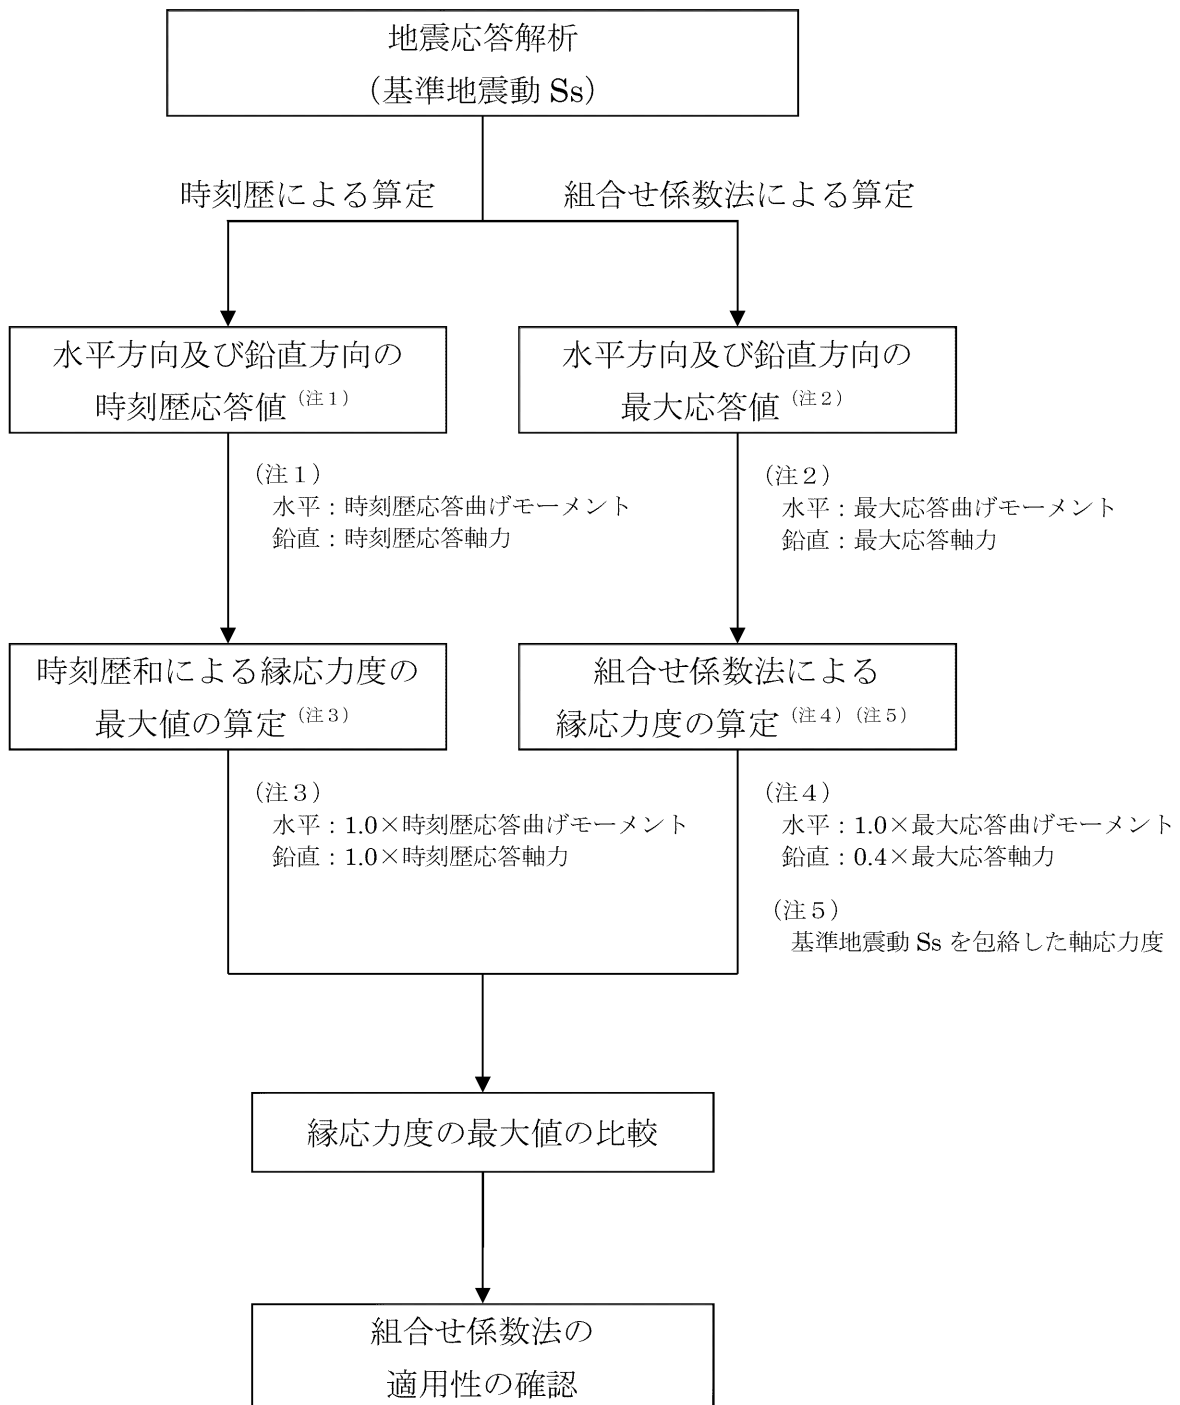 地震応答解析
（基準地震動 Ss）
時刻歴による算定
組合せ係数法による算定
水平方向及び鉛直方向の
時刻歴応答値（注１）
水平方向及び鉛直方向の
最大応答値（注２）
（注１）
水平：時刻歴応答曲げモーメント
鉛直：時刻歴応答軸力
（注２）
水平：最大応答曲げモーメント
鉛直：最大応答軸力
時刻歴和による縁応力度の
最大値の算定（注３）
組合せ係数法による
縁応力度の算定（注４）（注５）
（注３）
水平：1.0×時刻歴応答曲げモーメント
鉛直：1.0×時刻歴応答軸力
（注４）
水平：1.0×最大応答曲げモーメント
鉛直：0.4×最大応答軸力
（注５）
基準地震動 Ss を包絡した軸応力度
縁応力度の最大値の比較
組合せ係数法の
適用性の確認